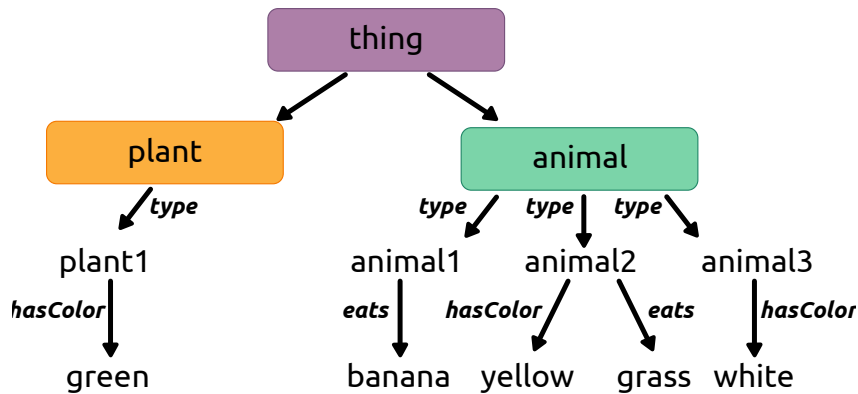 thing
plant
animal
type
type
type
type
plant1
animal1
animal2
animal3
hasColor
eats
hasColor
eats
hasColor
green
banana
yellow
grass
white